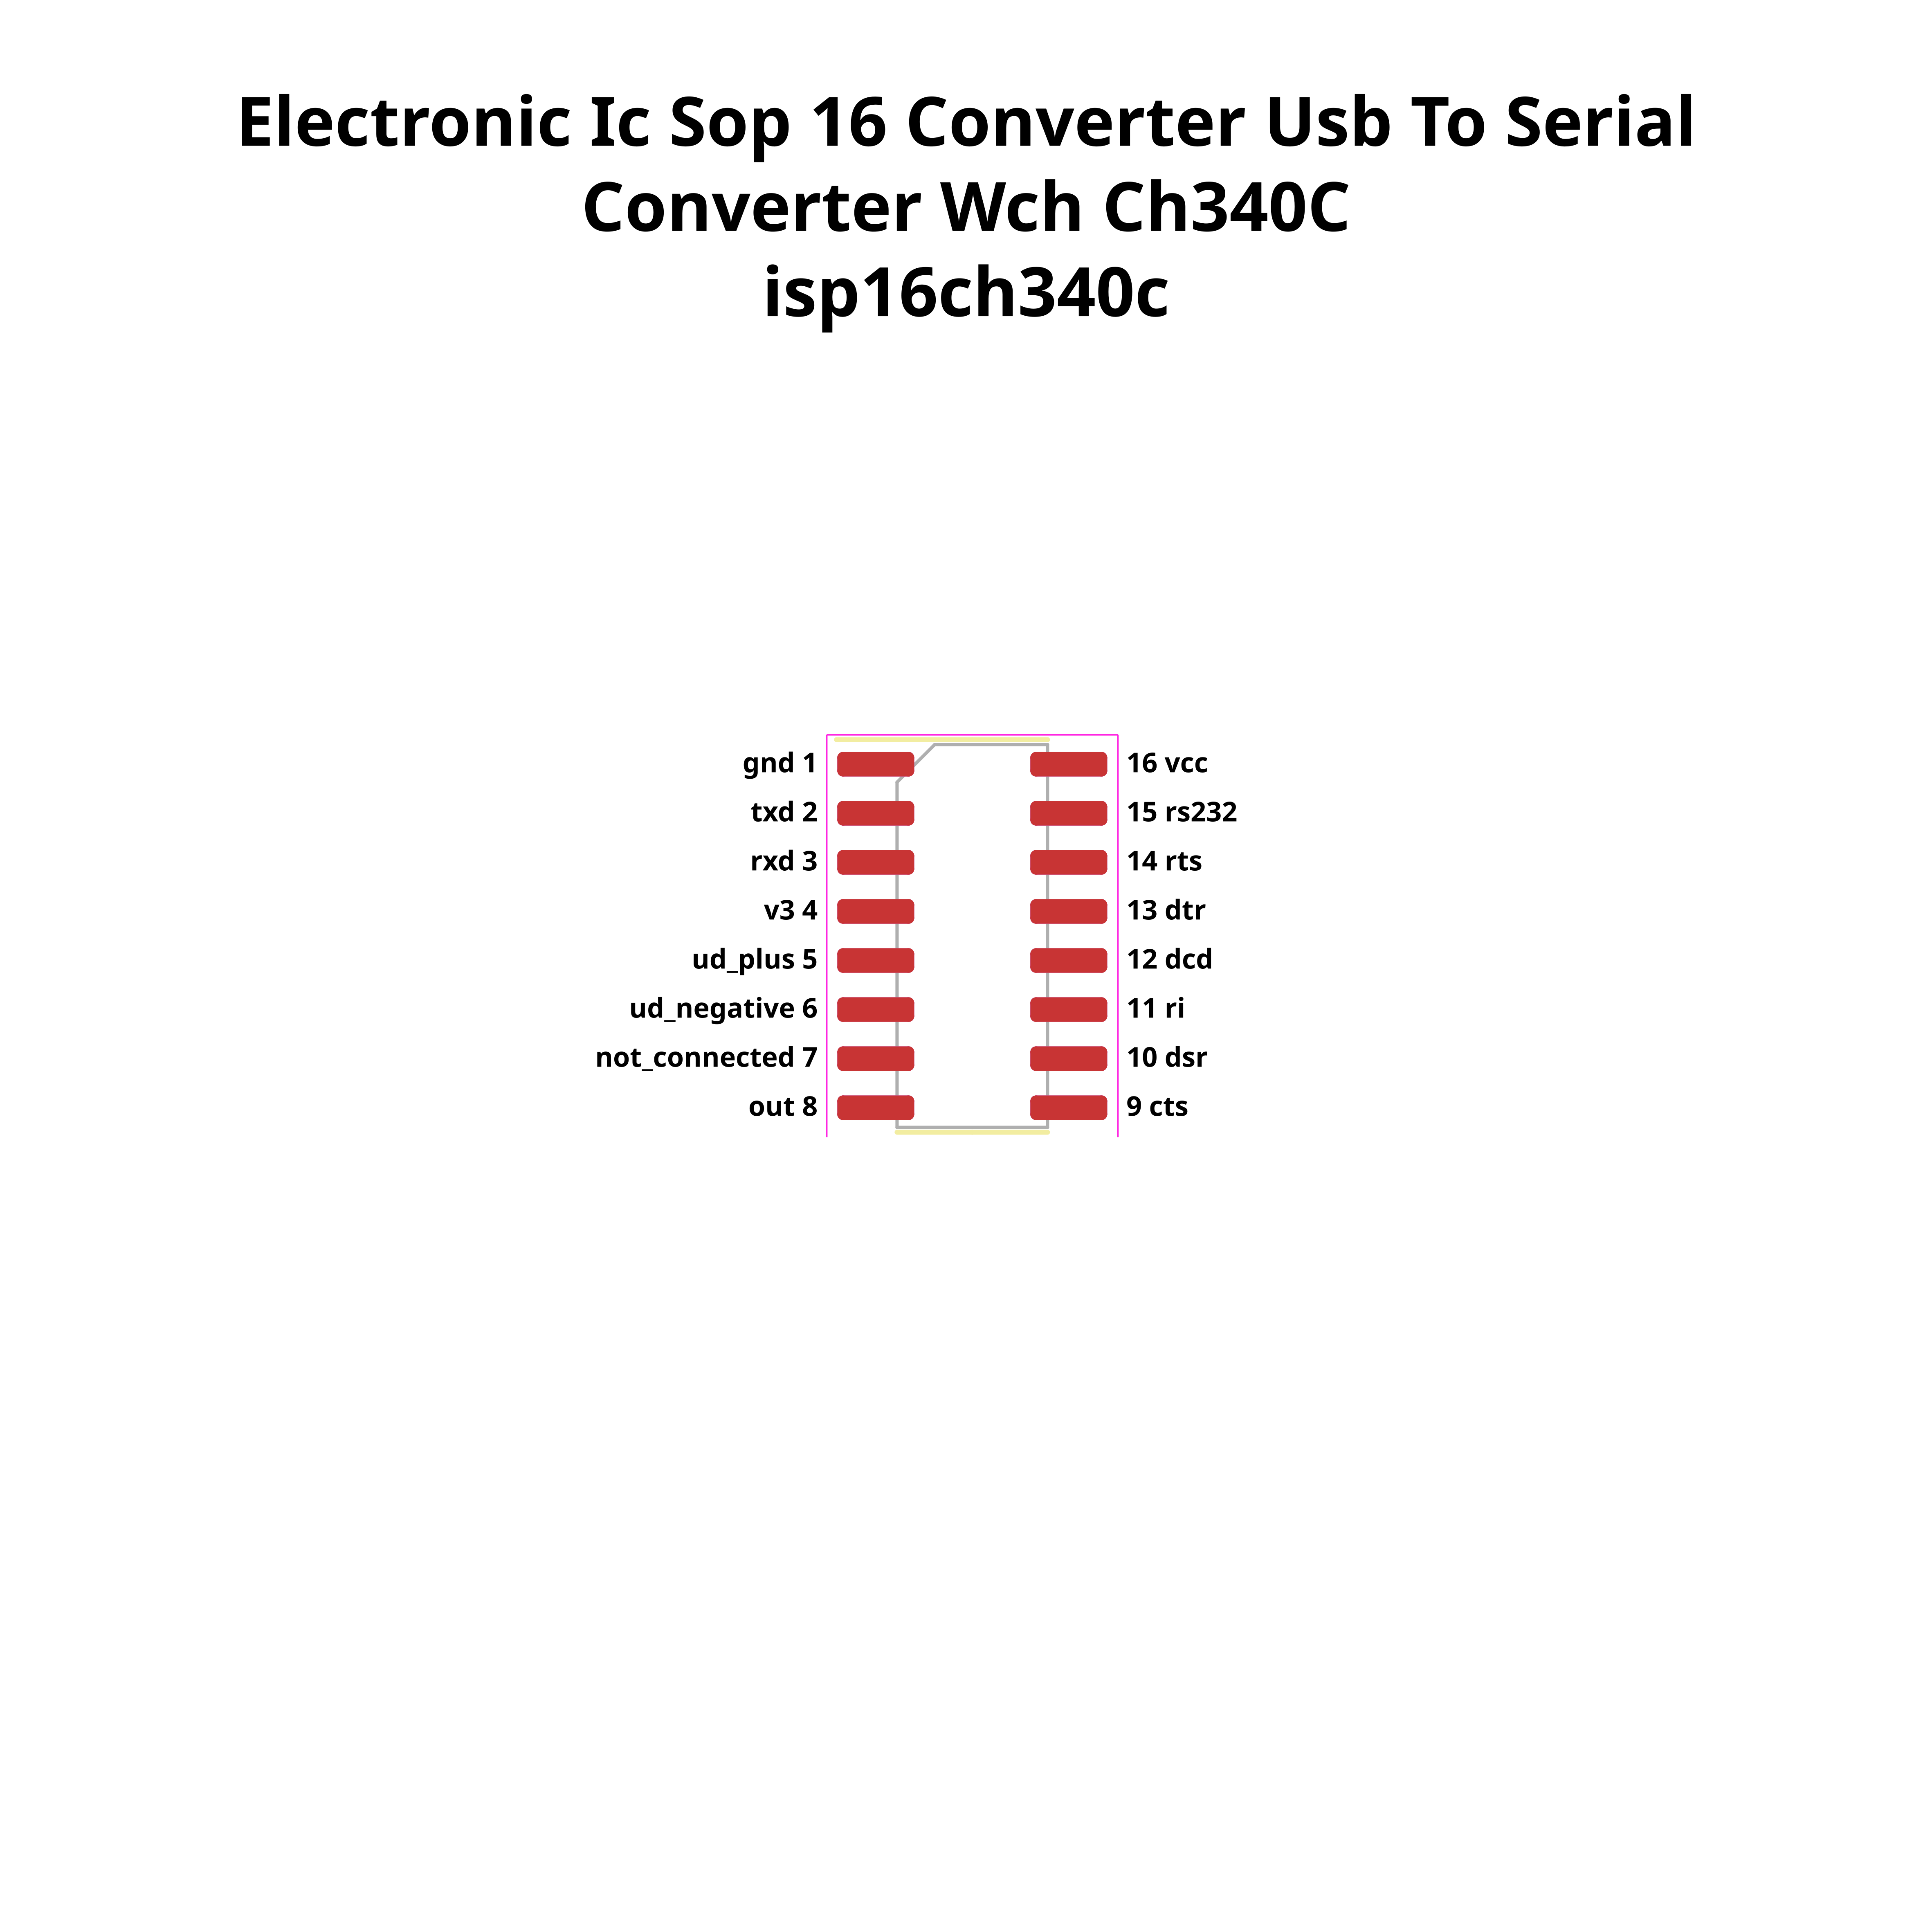 Electronic Ic Sop 16 Converter Usb To Serial
Converter Wch Ch340C
isp16ch340c
gnd 1
txd 2
rxd 3
v3 4
ud_plus 5
ud_negative 6
not_connected 7
out 8
16 vcc
15 rs232
14 rts
13 dtr
12 dcd
11 ri
10 dsr
9 cts